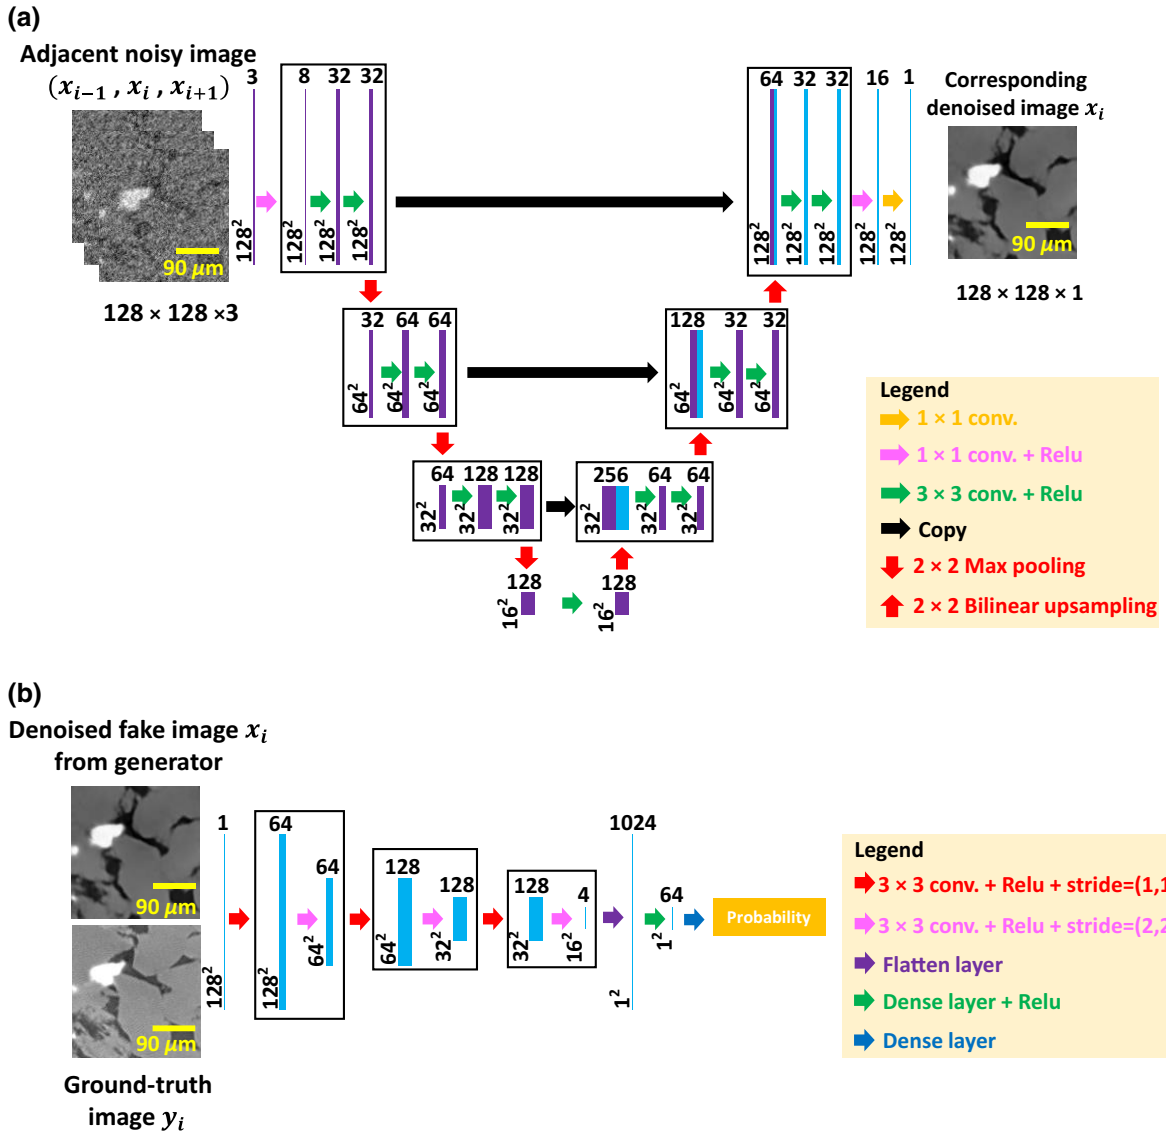 (a)
Adjacent noisy image
(x_{i−1} , x_i , x_{i+1})
90 μm
128 × 128 ×3
3 8 32 32
128² 128² 128² 128²
64 32 32 16 1
128² 128² 128² 128² 128²
Corresponding
denoised image x_i
90 μm
128 × 128 × 1
32 64 64
64² 64² 64²
128 32 32
64² 64² 64²
64 128 128
32² 32² 32²
256 64 64
32² 32² 32²
128 128
16² 16²
Legend
1 × 1 conv.
1 × 1 conv. + Relu
3 × 3 conv. + Relu
Copy
2 × 2 Max pooling
2 × 2 Bilinear upsampling
(b)
Denoised fake image x_i
from generator
90 μm
90 μm
Ground-truth
image y_i
1 64 64 128 128 128 4 1024 64
128² 128² 64² 64² 32² 32² 16² 1² 1²
Probability
Legend
3 × 3 conv. + Relu + stride=(1,1
3 × 3 conv. + Relu + stride=(2,2
Flatten layer
Dense layer + Relu
Dense layer